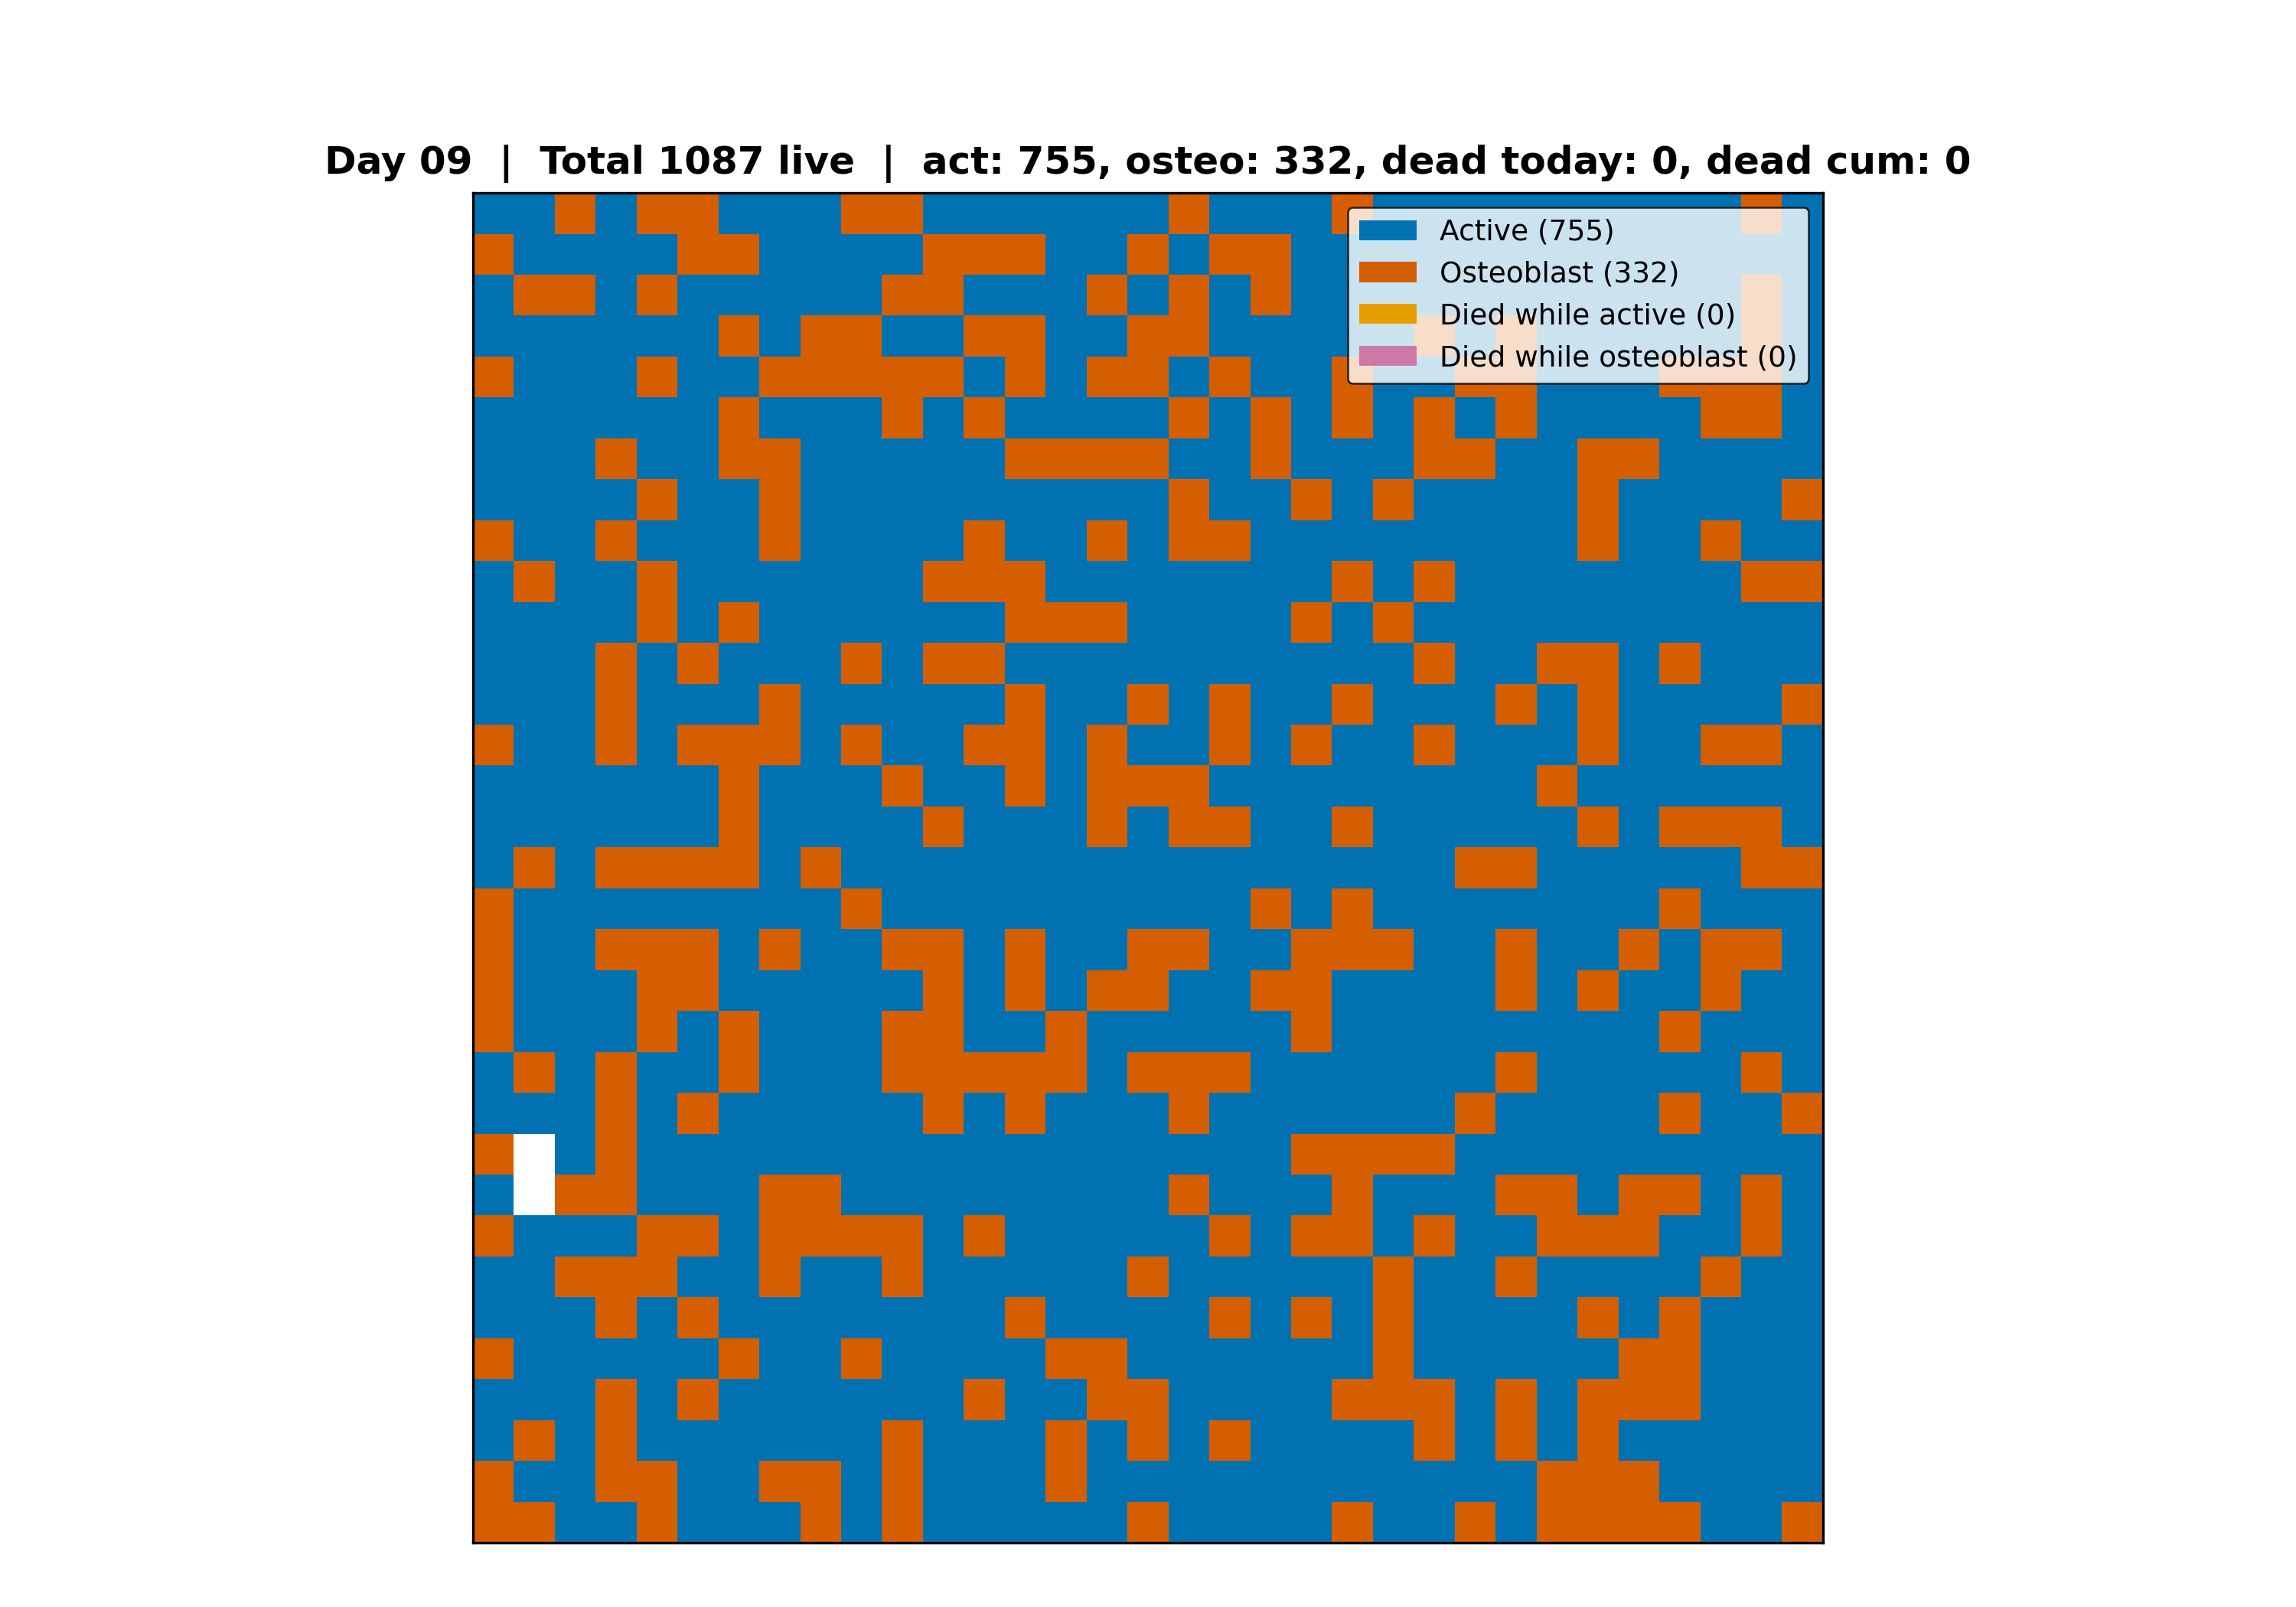 Day 09 | Total 1087 live | act: 755, osteo: 332, dead today: 0, dead cum: 0
Active (755)
Osteoblast (332)
Died while active (0)
Died while osteoblast (0)